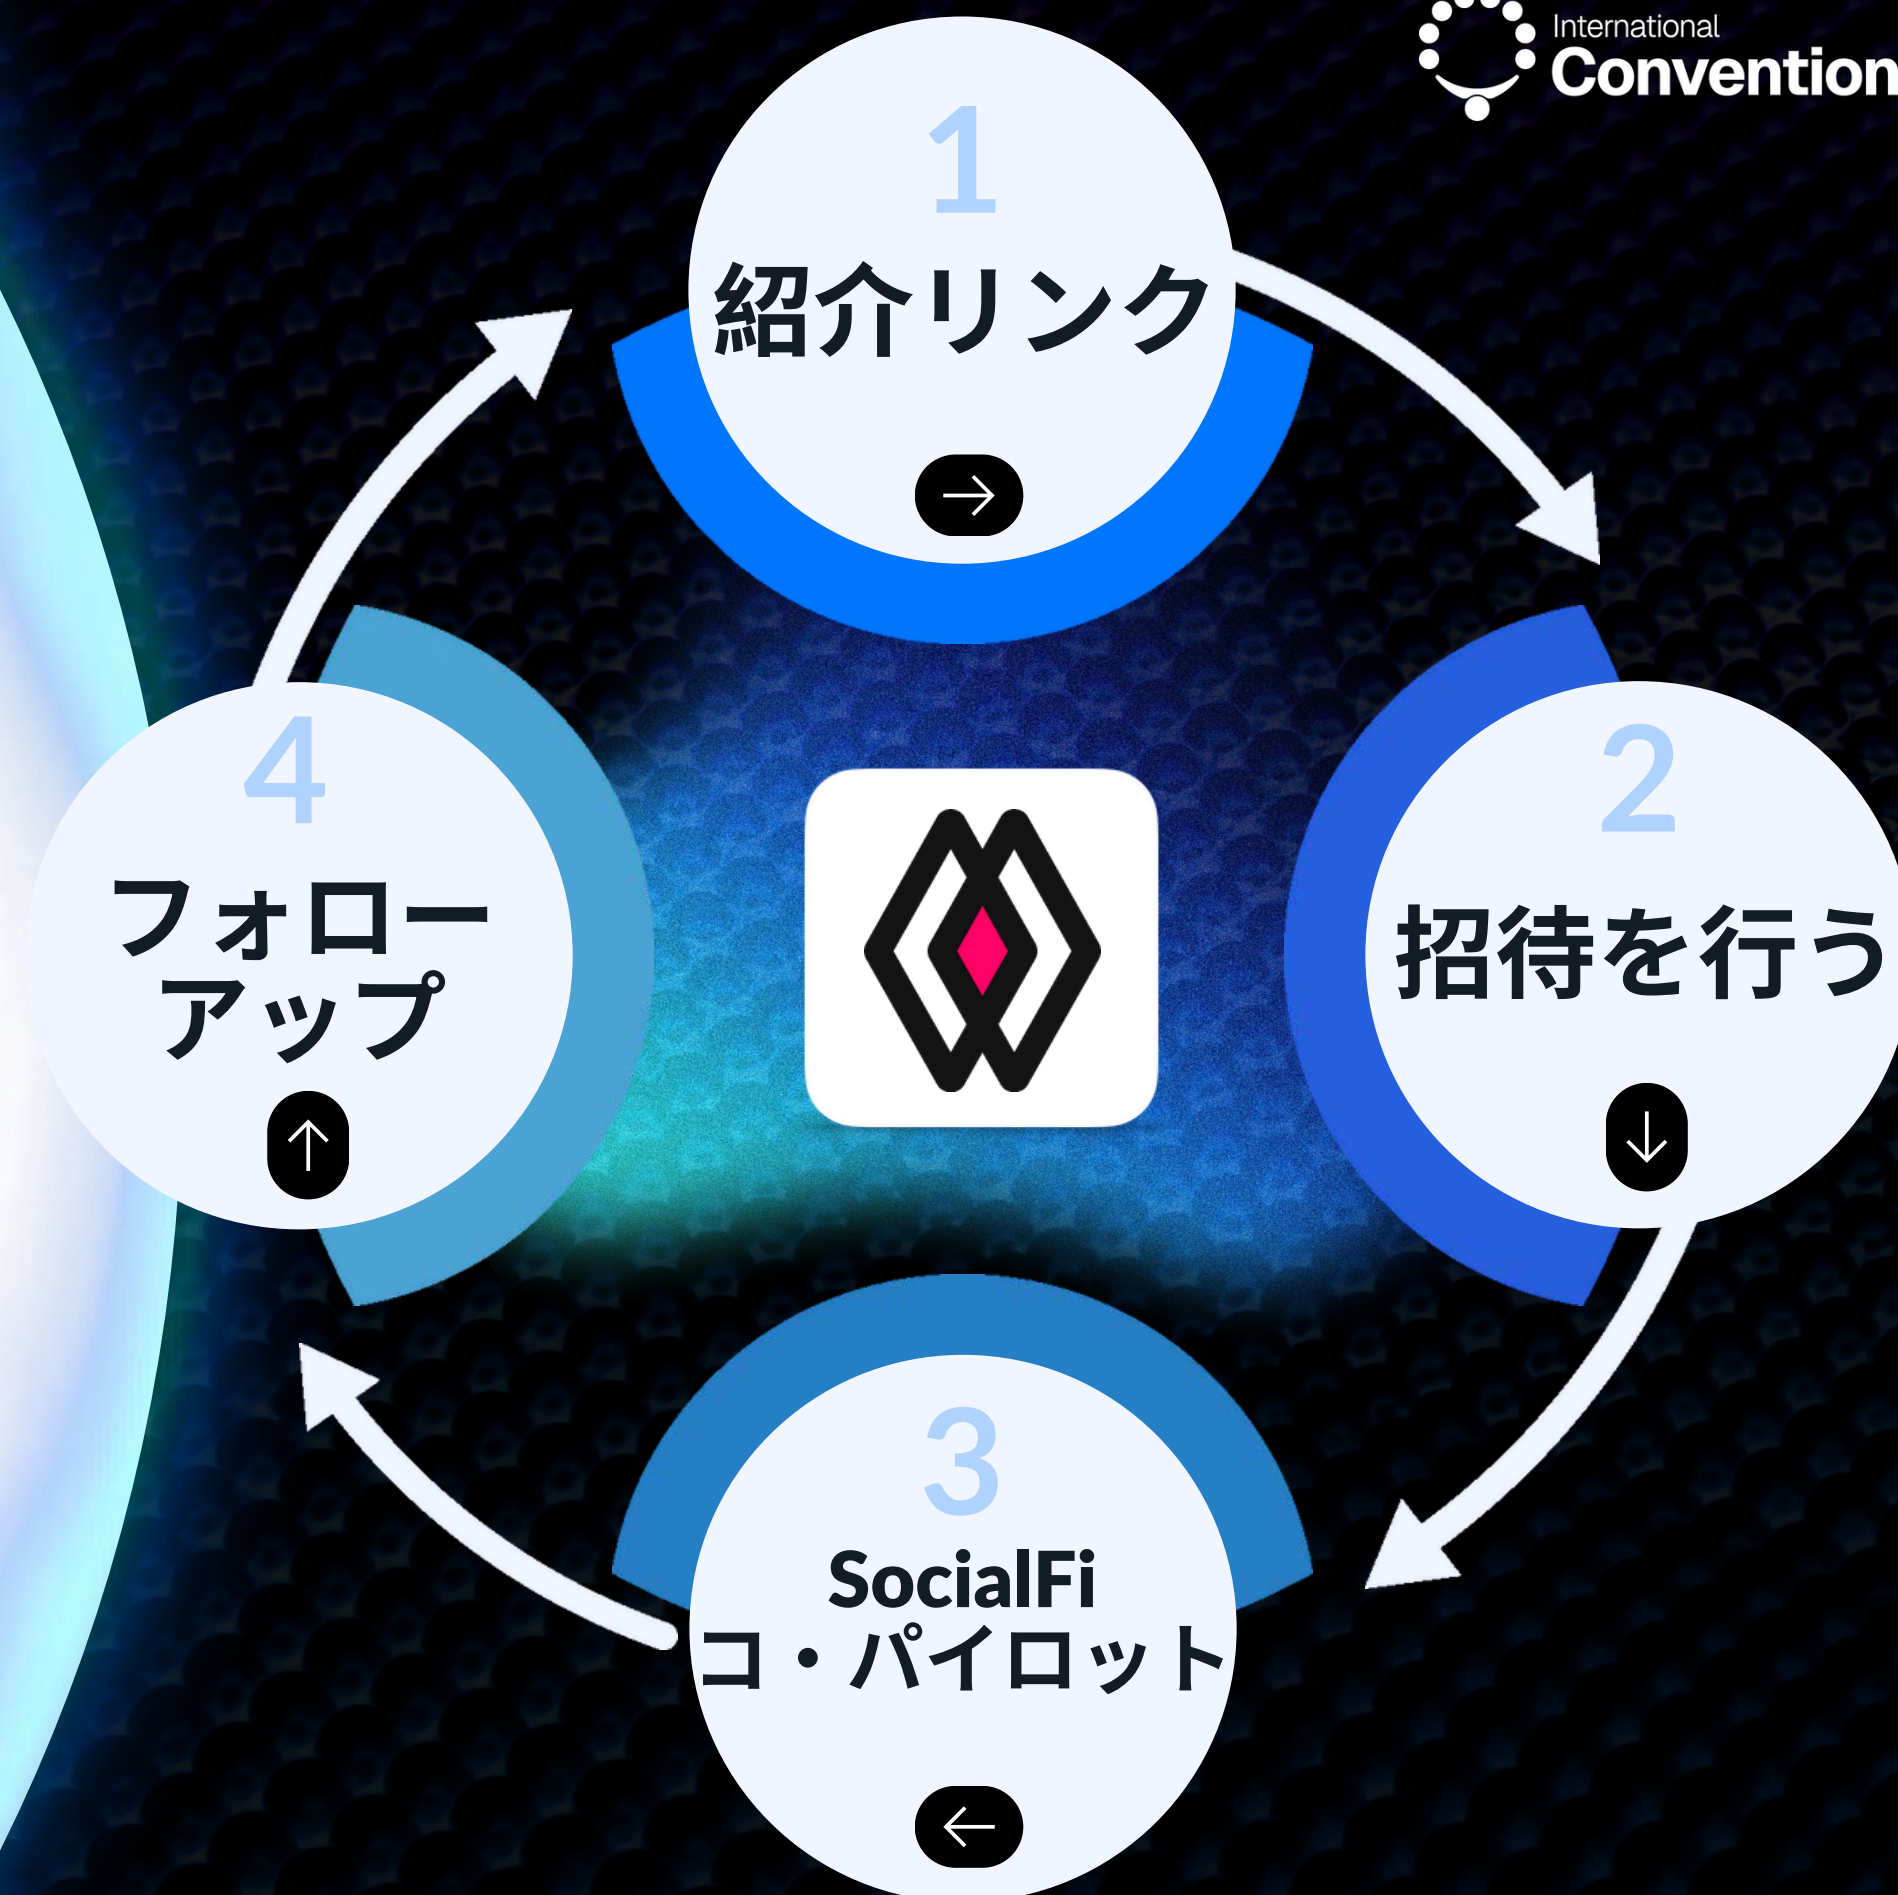 International
Convention
1
紹介リンク
2
招待を行う
3
SocialFi
コ・パイロット
4
フォロー
アップ